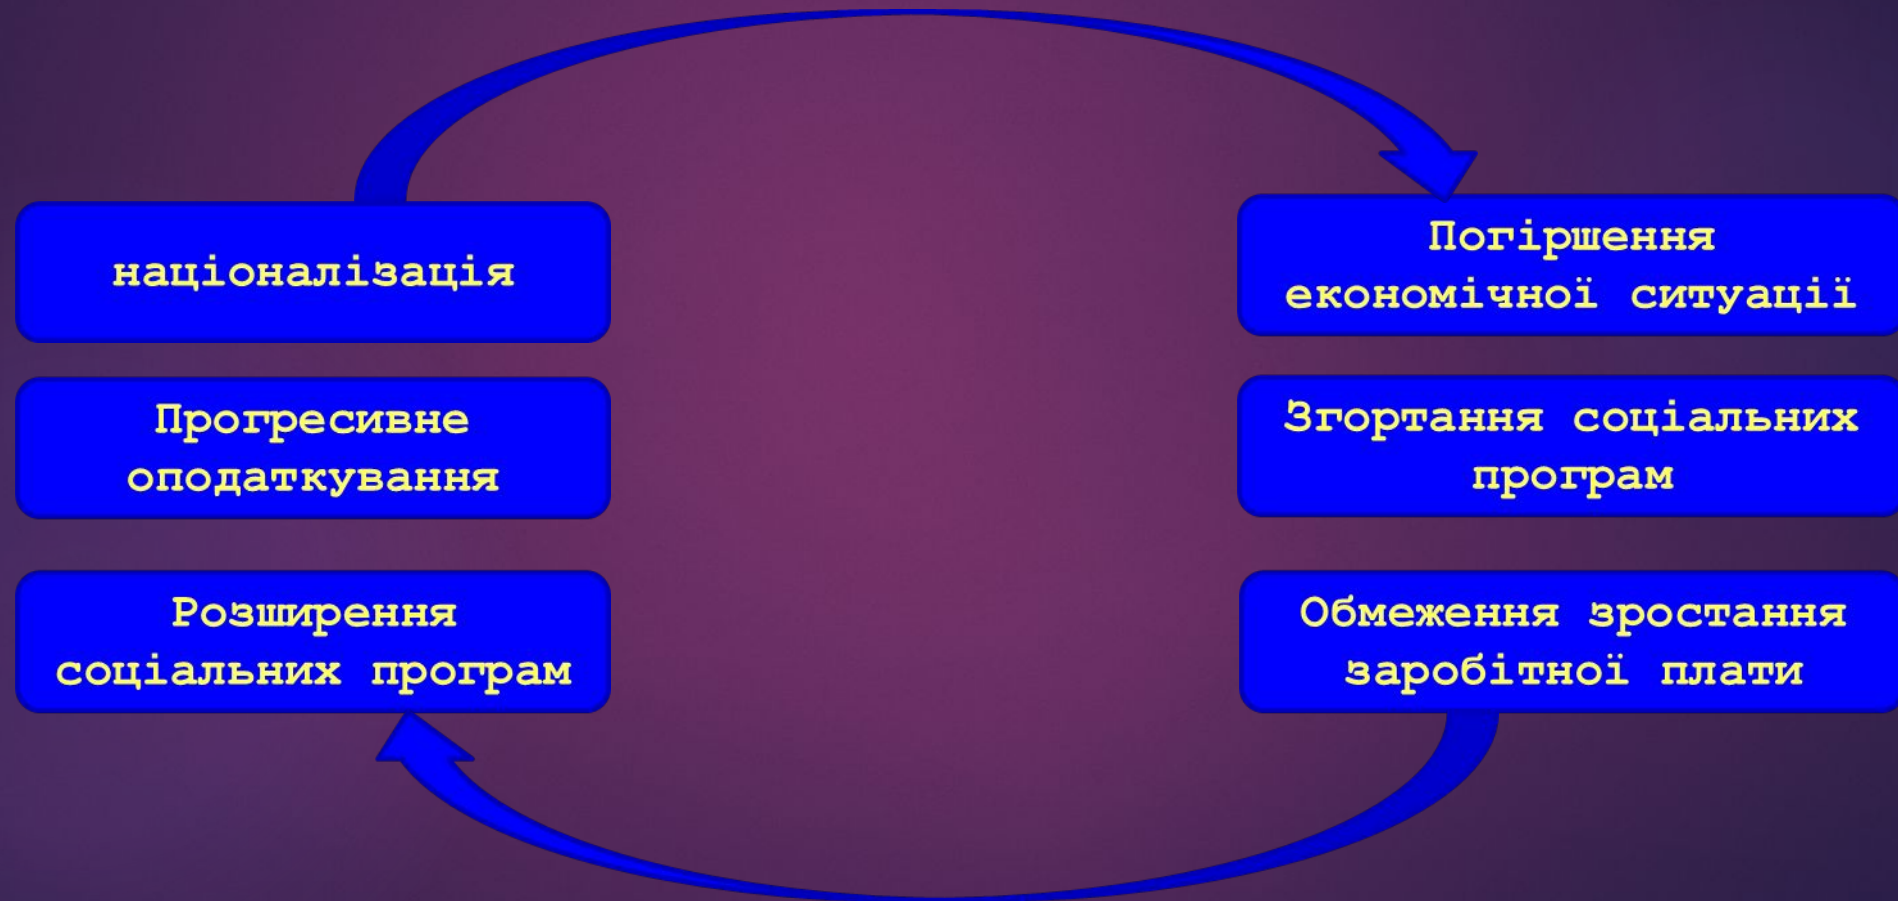 націоналізація
Прогресивне
оподаткування
Розширення
соціальних програм
Погіршення
економічної ситуації
Згортання соціальних
програм
Обмеження зростання
заробітної плати